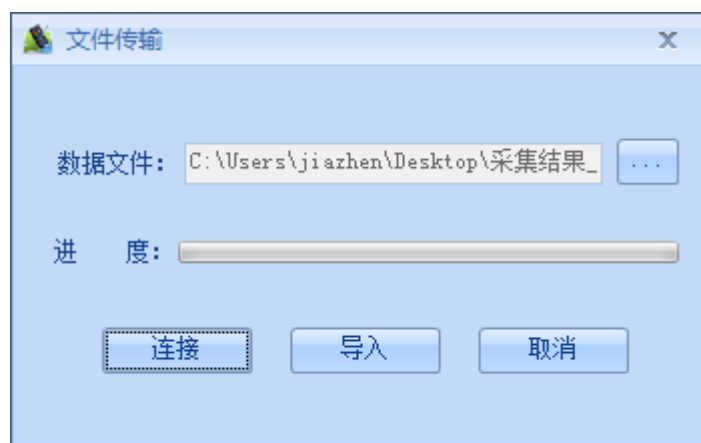 文件传输
数据文件： C:\Users\jiazhen\Desktop\采集结果_ ...
进 度：
连接 导入 取消